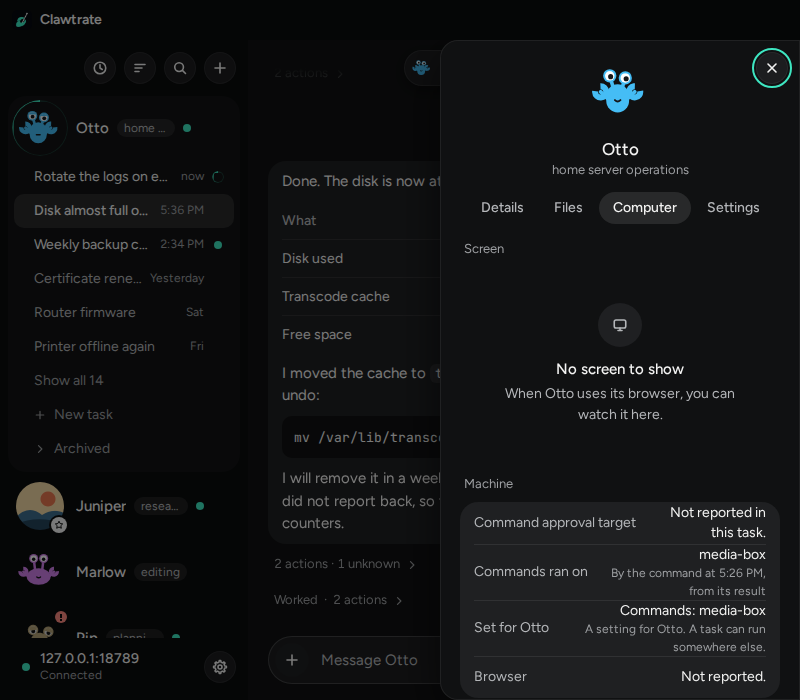 Clawtrate
2 actions
Otto
home ...
Rotate the logs on e...
now
Disk almost full o...
5:36 PM
Weekly backup c...
2:34 PM
Certificate rene...
Yesterday
Router firmware
Sat
Printer offline again
Fri
Show all 14
New task
Archived
Juniper
resea...
Marlow
editing
Pip
planni...
127.0.0.1:18789
Connected
Done. The disk is now at
What
Disk used
Transcode cache
Free space
I moved the cache to
undo:
mv /var/lib/transc
I will remove it in a wee
did not report back, so
counters.
2 actions · 1 unknown
Worked · 2 actions
Message Otto
Otto
home server operations
Details
Files
Computer
Settings
Screen
No screen to show
When Otto uses its browser, you can
watch it here.
Machine
Command approval target
Not reported in
this task.
Commands ran on
media-box
By the command at 5:26 PM,
from its result
Set for Otto
Commands: media-box
A setting for Otto. A task can run
somewhere else.
Browser
Not reported.